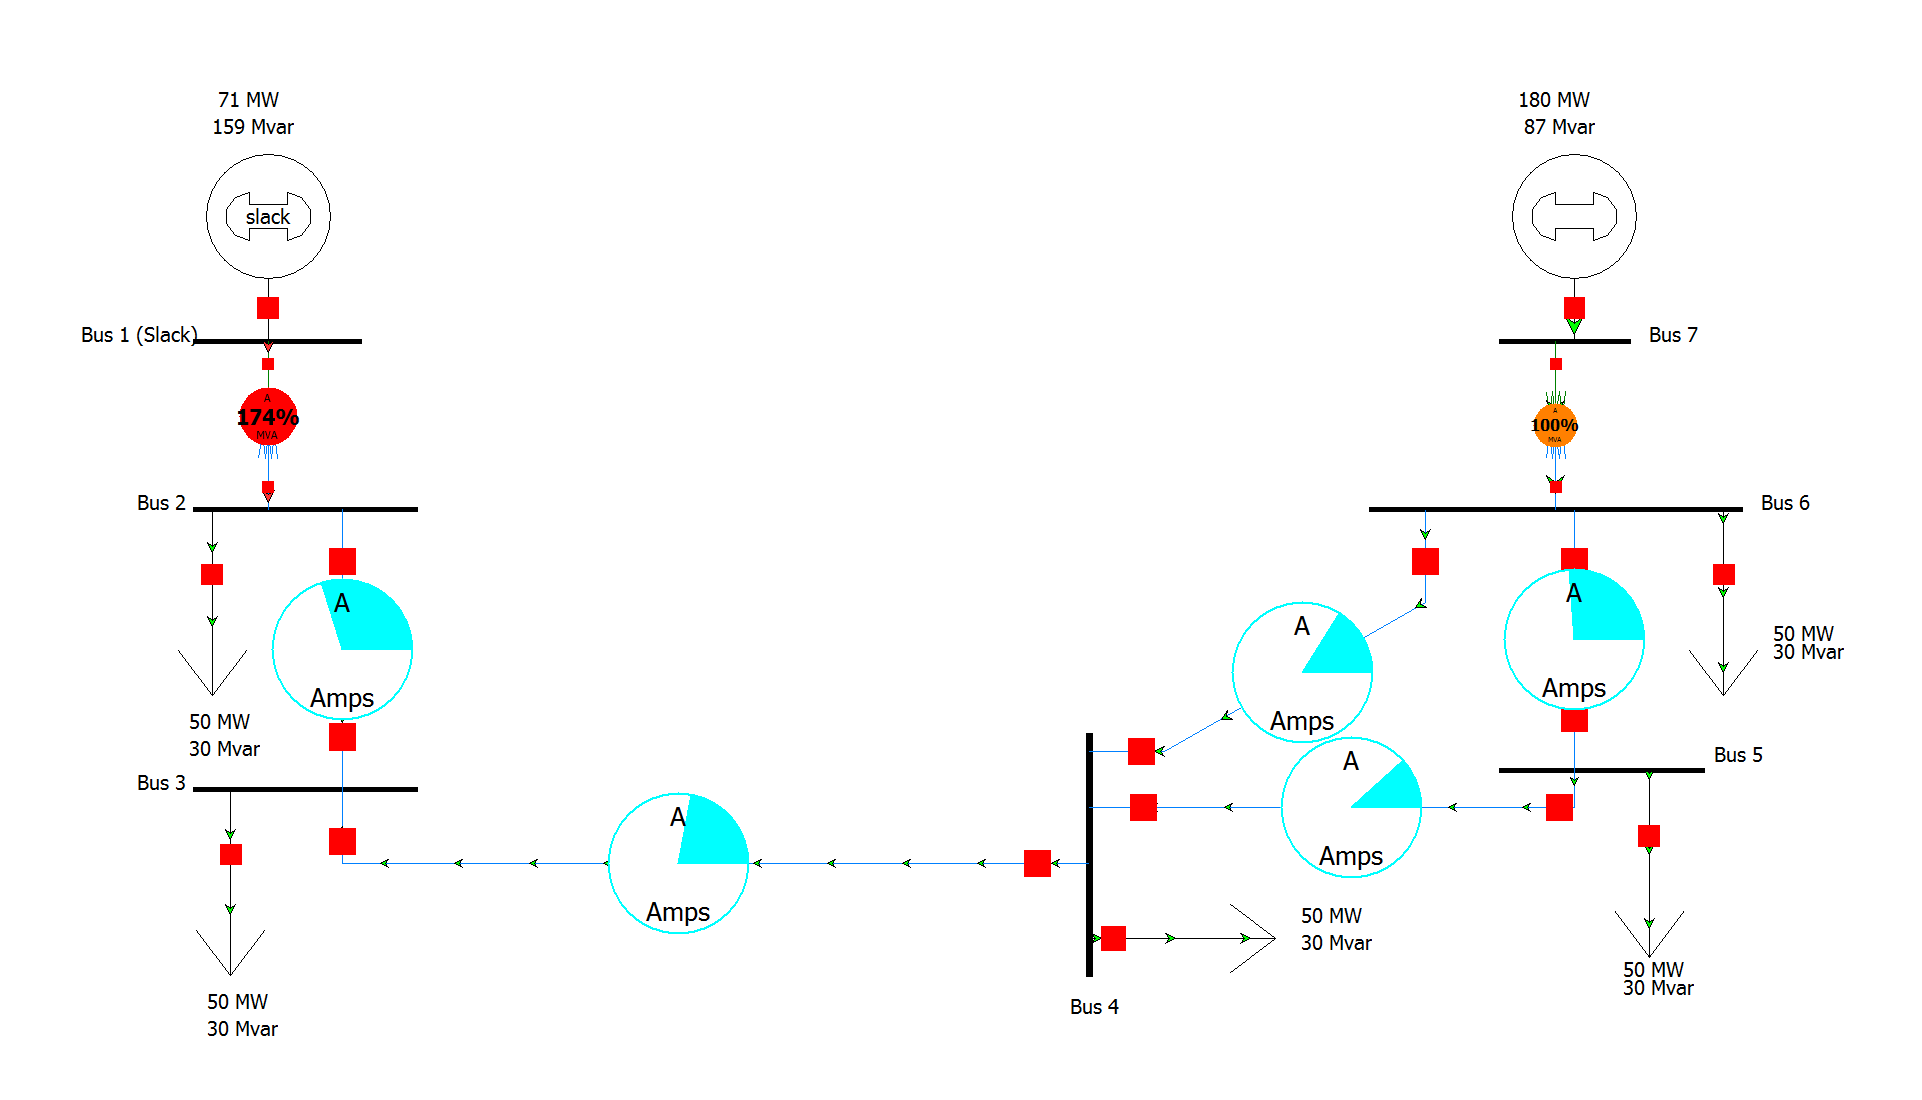 71 MW
159 Mvar
180 MW
87 Mvar
slack
Bus 1 (Slack)
Bus 7
A
174%
MVA
A
100%
MVA
Bus 2
Bus 6
A
Amps
A
Amps
A
Amps
50 MW
30 Mvar
50 MW
30 Mvar
Bus 3
Bus 5
A
Amps
A
Amps
50 MW
30 Mvar
50 MW
30 Mvar
50 MW
30 Mvar
Bus 4